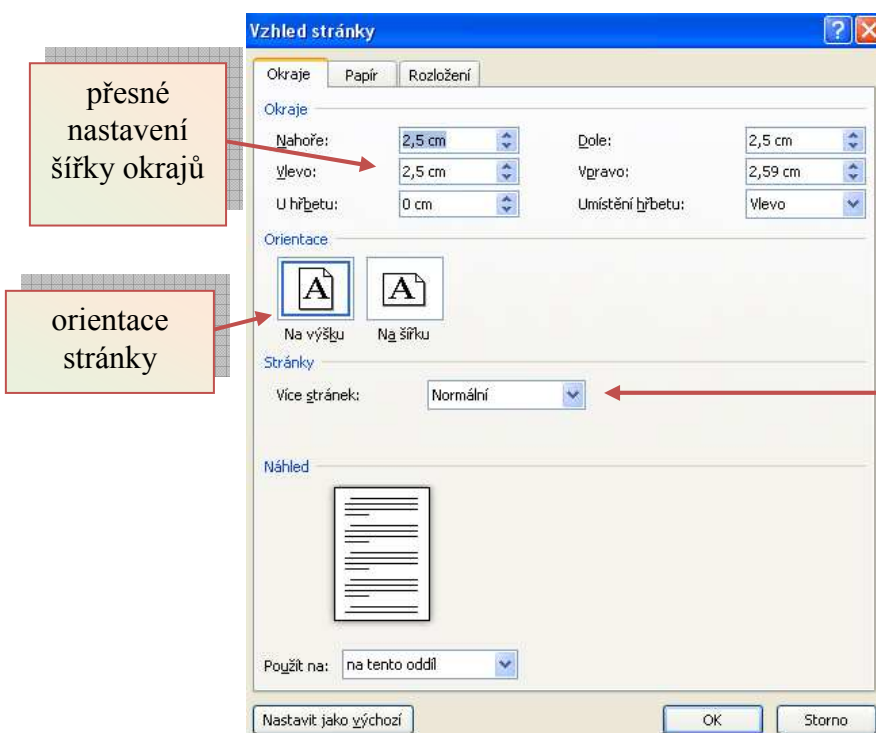 Vzhled stránky
přesné
nastavení
šířky okrajů
Okraje Papír Rozložení
Okraje
Nahoře: 2,5 cm Dole: 2,5 cm
Vlevo: 2,5 cm Vpravo: 2,59 cm
U hřbetu: 0 cm Umístění hřbetu: Vlevo
Orientace
A A
Na výšku Na šířku
orientace
stránky
Stránky
Více stránek: Normální
Náhled
Použít na: na tento oddíl
Nastavit jako výchozí OK Storno